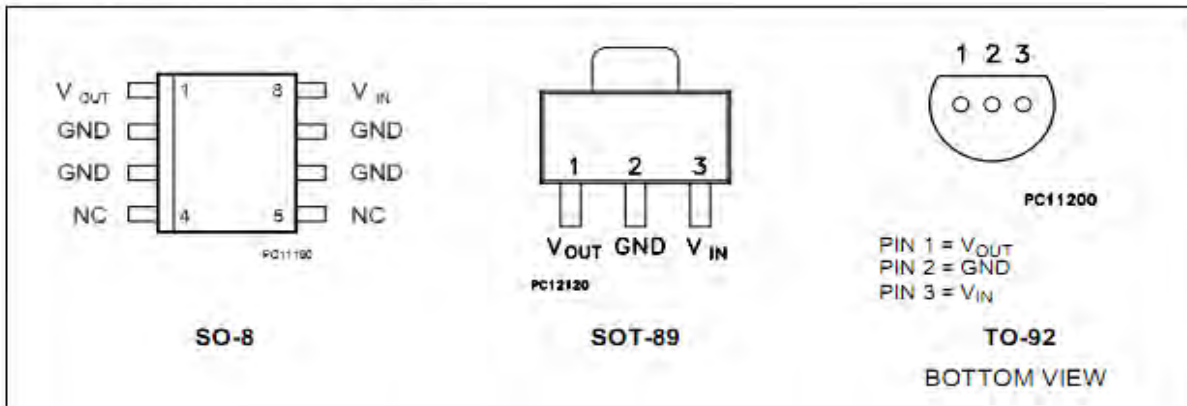 V OUT 1 8 V IN
GND GND
GND GND
NC 4 5 NC
PC11190
SO-8
1 2 3
VOUT GND V IN
PC12120
SOT-89
1 2 3
PC11200
PIN 1 = VOUT
PIN 2 = GND
PIN 3 = VIN
TO-92
BOTTOM VIEW